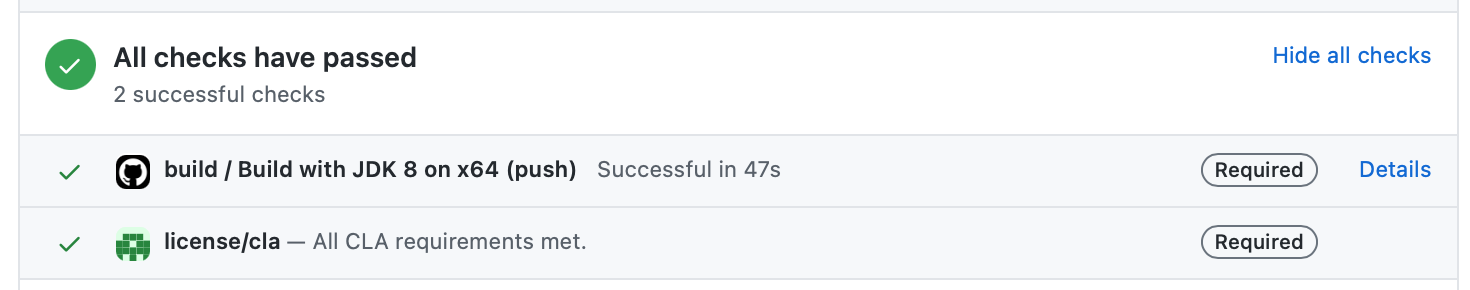 All checks have passed
Hide all checks
2 successful checks
build / Build with JDK 8 on x64 (push) Successful in 47s Required Details
license/cla — All CLA requirements met. Required